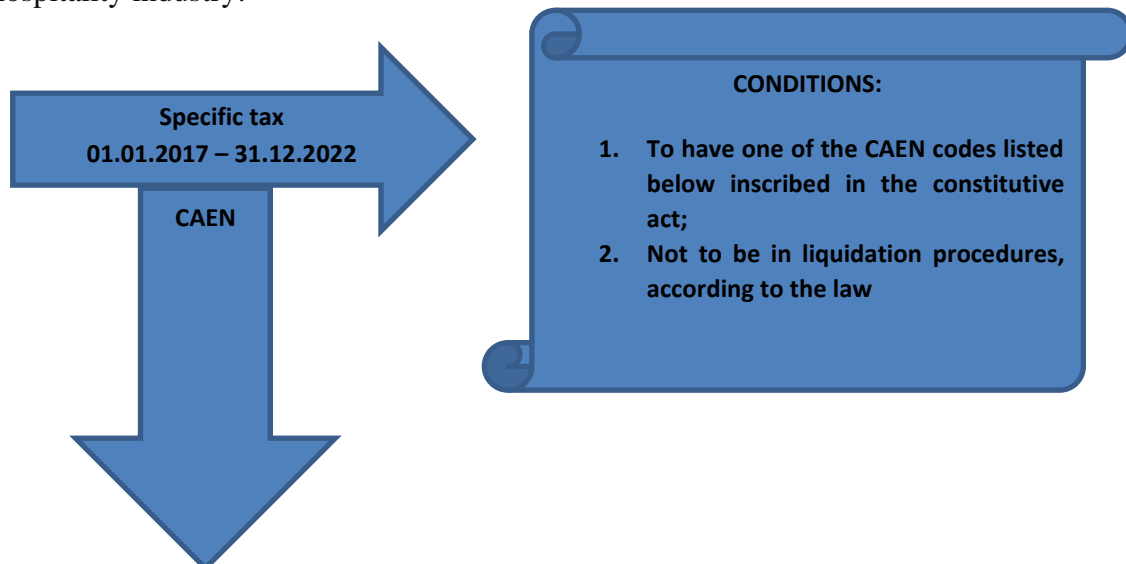 hospitality industry.
Specific tax
01.01.2017 – 31.12.2022
CAEN
CONDITIONS:
1. To have one of the CAEN codes listed
below inscribed in the constitutive
act;
2. Not to be in liquidation procedures,
according to the law